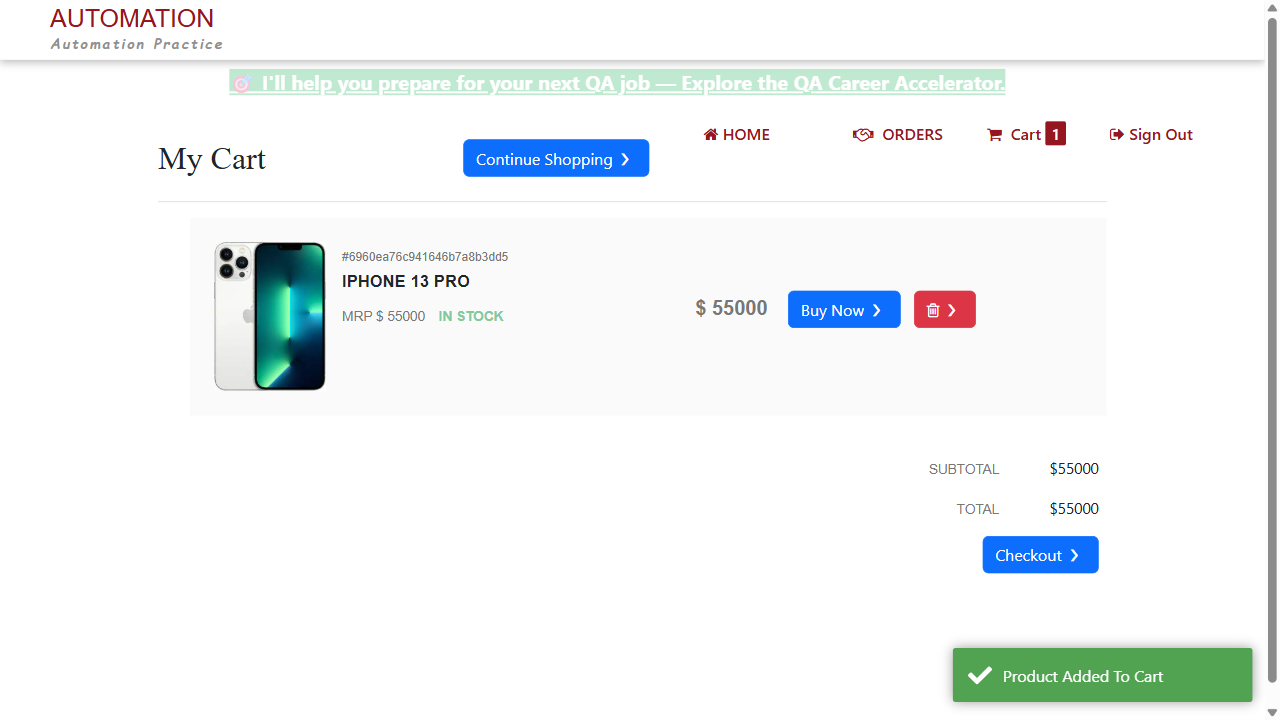 AUTOMATION
Automation Practice
🎯 I'll help you prepare for your next QA job — Explore the QA Career Accelerator.
HOME
ORDERS
Cart 1
Sign Out
My Cart
Continue Shopping ❯
#6960ea76c941646b7a8b3dd5
IPHONE 13 PRO
MRP $ 55000 IN STOCK
$ 55000
Buy Now ❯
❯
SUBTOTAL $55000
TOTAL $55000
Checkout ❯
Product Added To Cart